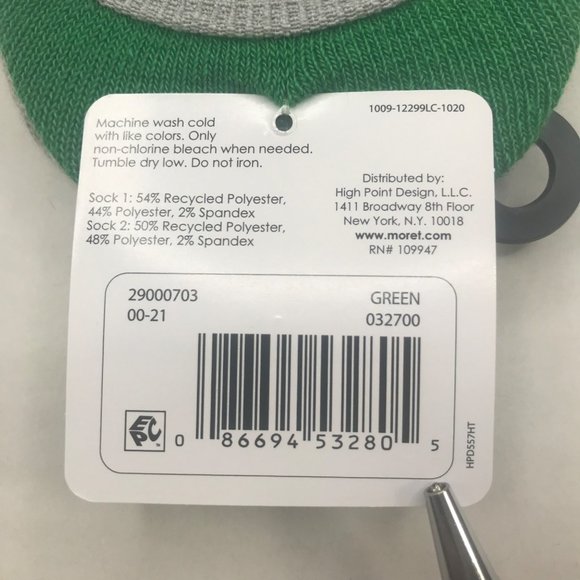 1009-12299LC-1020
Machine wash cold
with like colors. Only
non-chlorine bleach when needed.
Tumble dry low. Do not iron.
Sock 1: 54% Recycled Polyester,
44% Polyester, 2% Spandex
Sock 2: 50% Recycled Polyester,
48% Polyester, 2% Spandex
Distributed by:
High Point Design, L.L.C.
1411 Broadway 8th Floor
New York, N.Y. 10018
www.moret.com
RN# 109947
29000703 GREEN
00-21 032700
EPC
0 86694 53280 5
HPD557HT